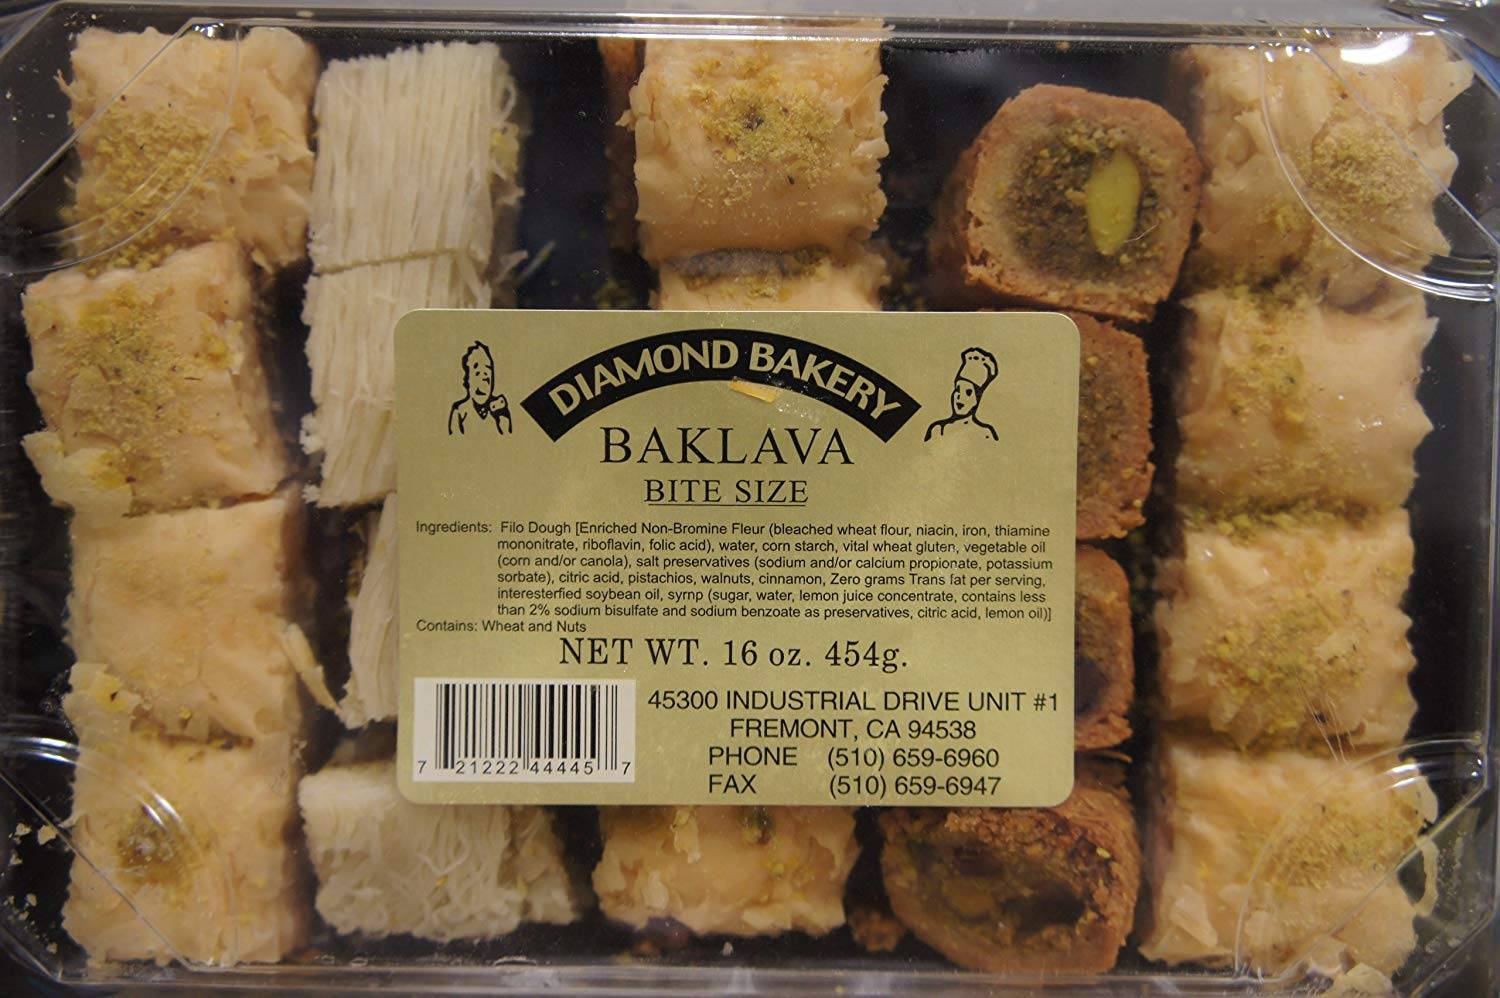 DIAMOND BAKERY
BAKLAVA
BITE SIZE
Ingredients: Filo Dough [Enriched Non-Bromine Fleur (bleached wheat flour, niacin, iron, thiamine
mononitrate, riboflavin, folic acid), water, corn starch, vital wheat gluten, vegetable oil
(corn and/or canola), salt preservatives (sodium and/or calcium propionate, potassium
sorbate), citric acid, pistachios, walnuts, cinnamon, Zero grams Trans fat per serving,
interesterfied soybean oil, syrnp (sugar, water, lemon juice concentrate, contains less
than 2% sodium bisulfate and sodium benzoate as preservatives, citric acid, lemon oil)]
Contains: Wheat and Nuts
NET WT. 16 oz. 454g.
45300 INDUSTRIAL DRIVE UNIT #1
FREMONT, CA 94538
PHONE (510) 659-6960
FAX (510) 659-6947
7 21222 44445 7